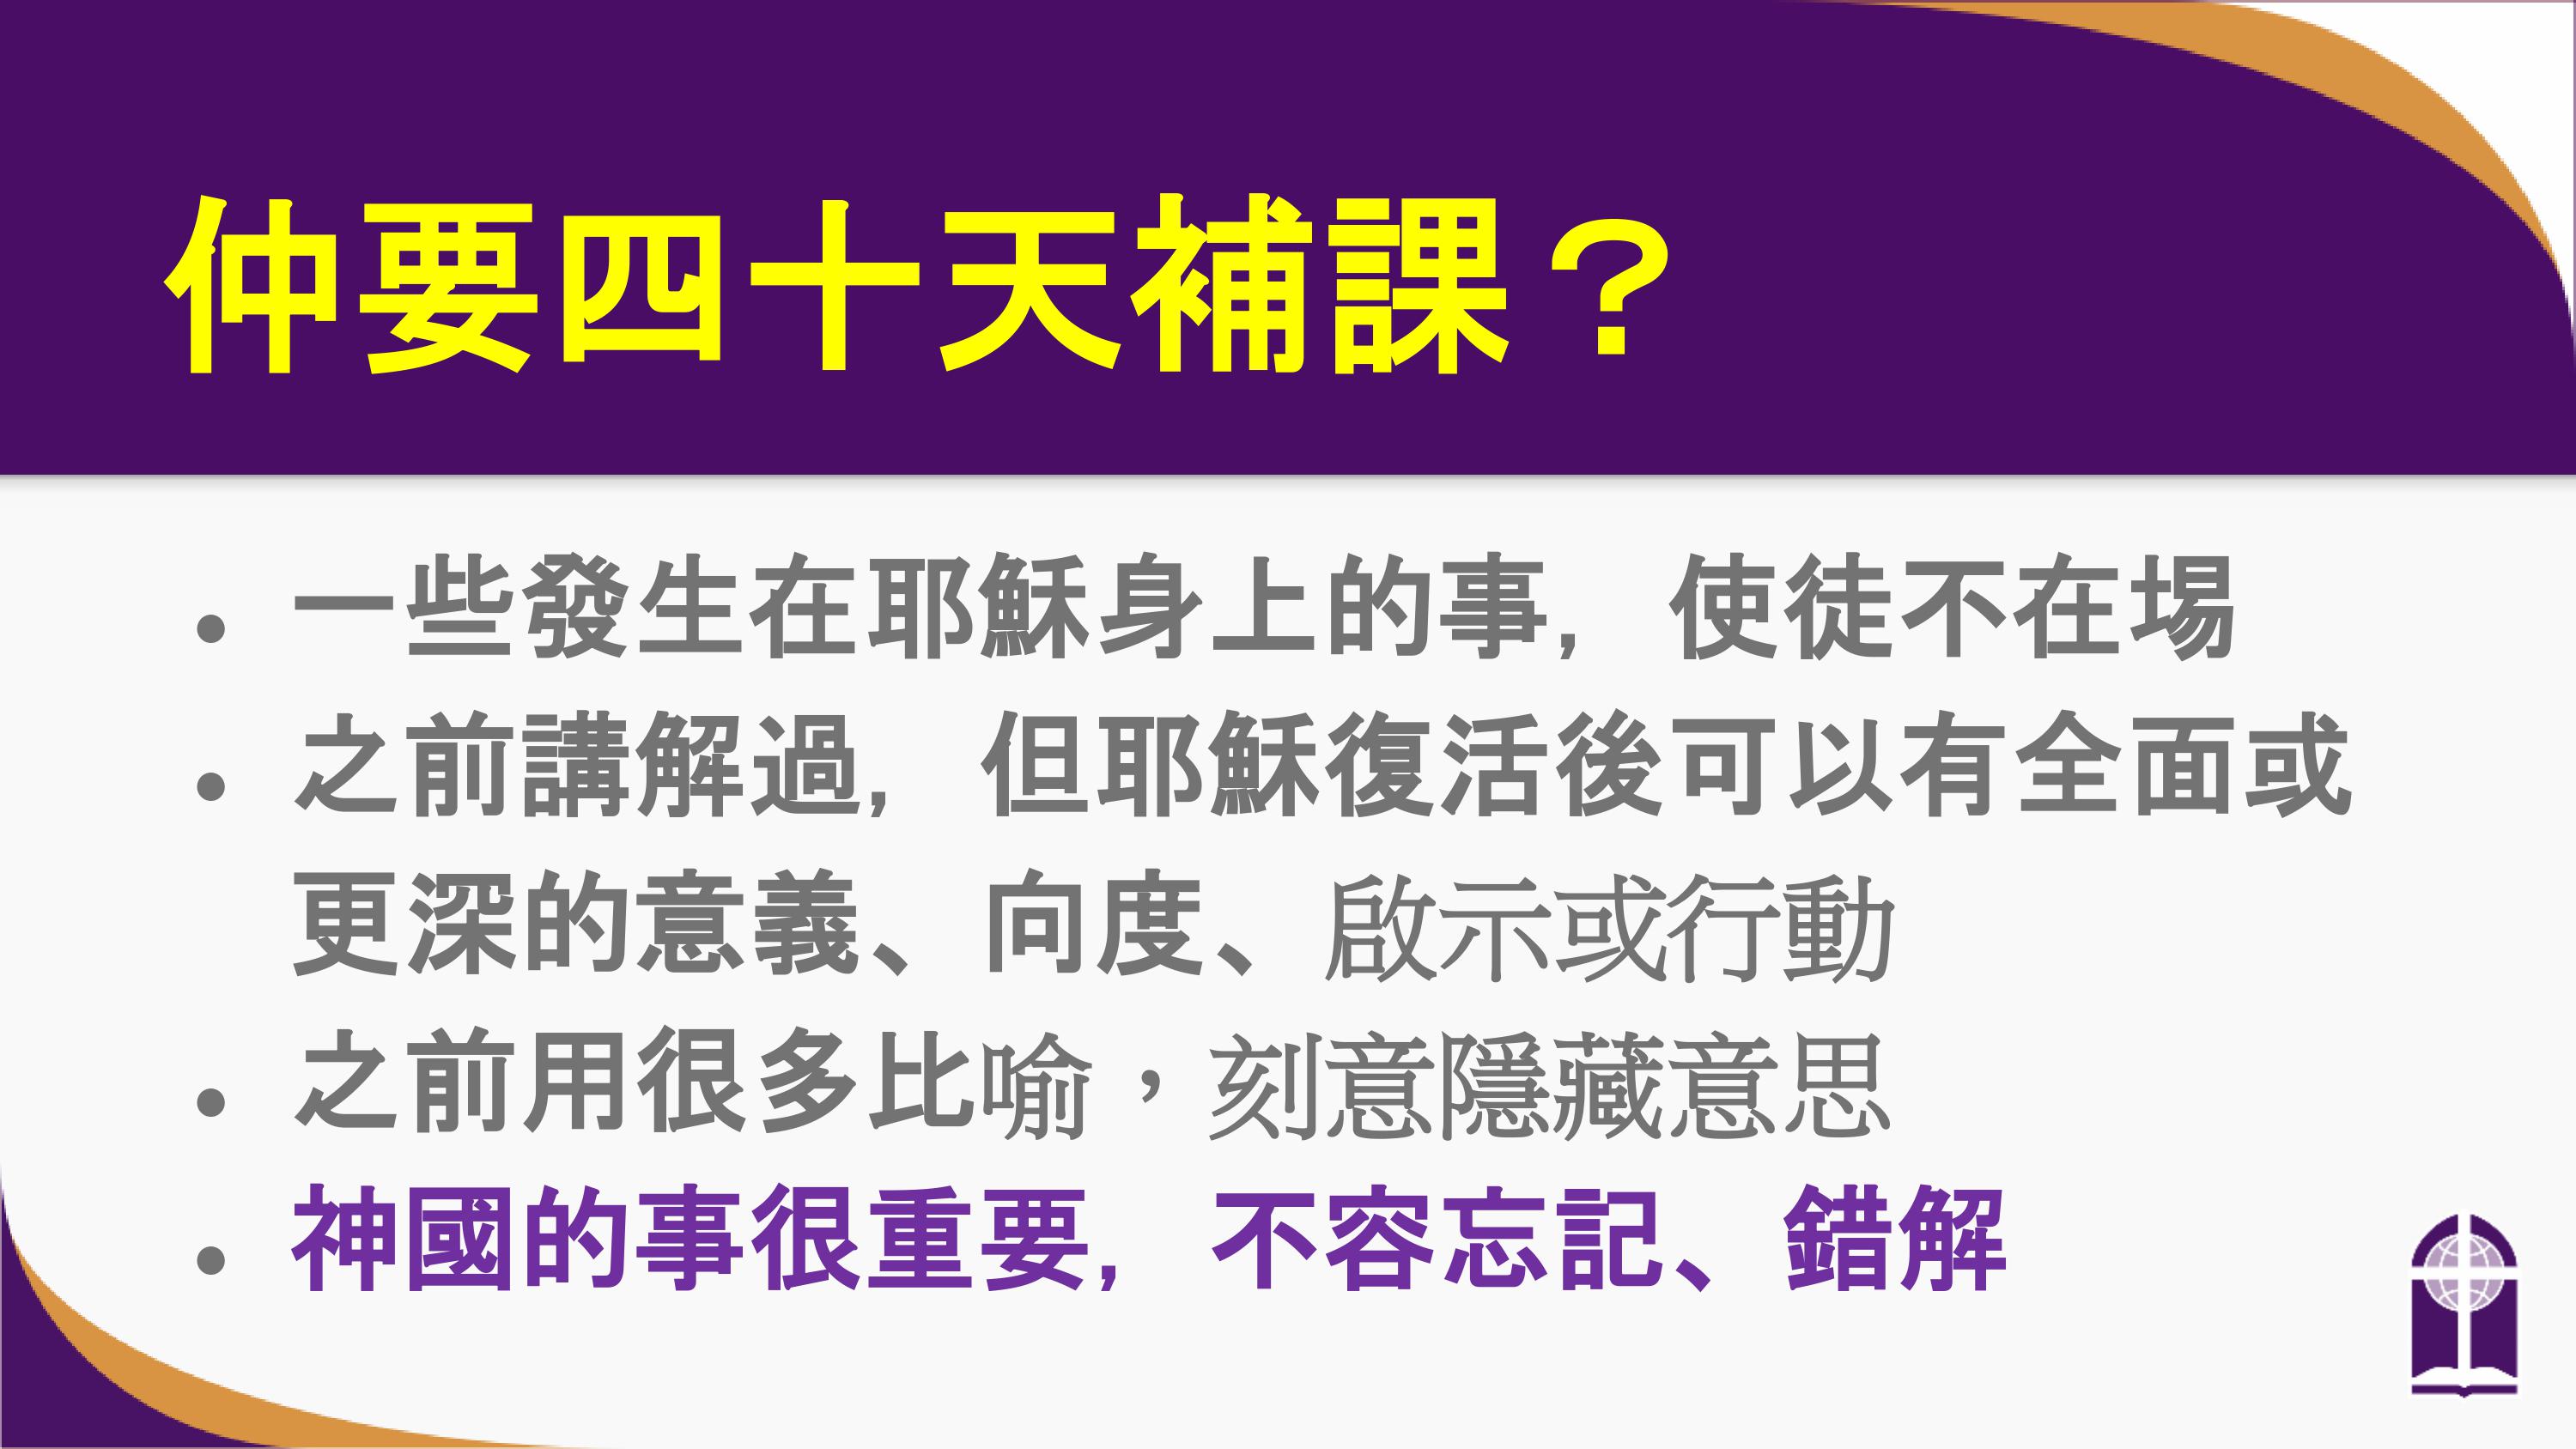 仲要四十天補課？
• 一些發生在耶穌身上的事，使徒不在場
• 之前講解過，但耶穌復活後可以有全面或
更深的意義、向度、啟示或行動
• 之前用很多比喻，刻意隱藏意思
• 神國的事很重要，不容忘記、錯解